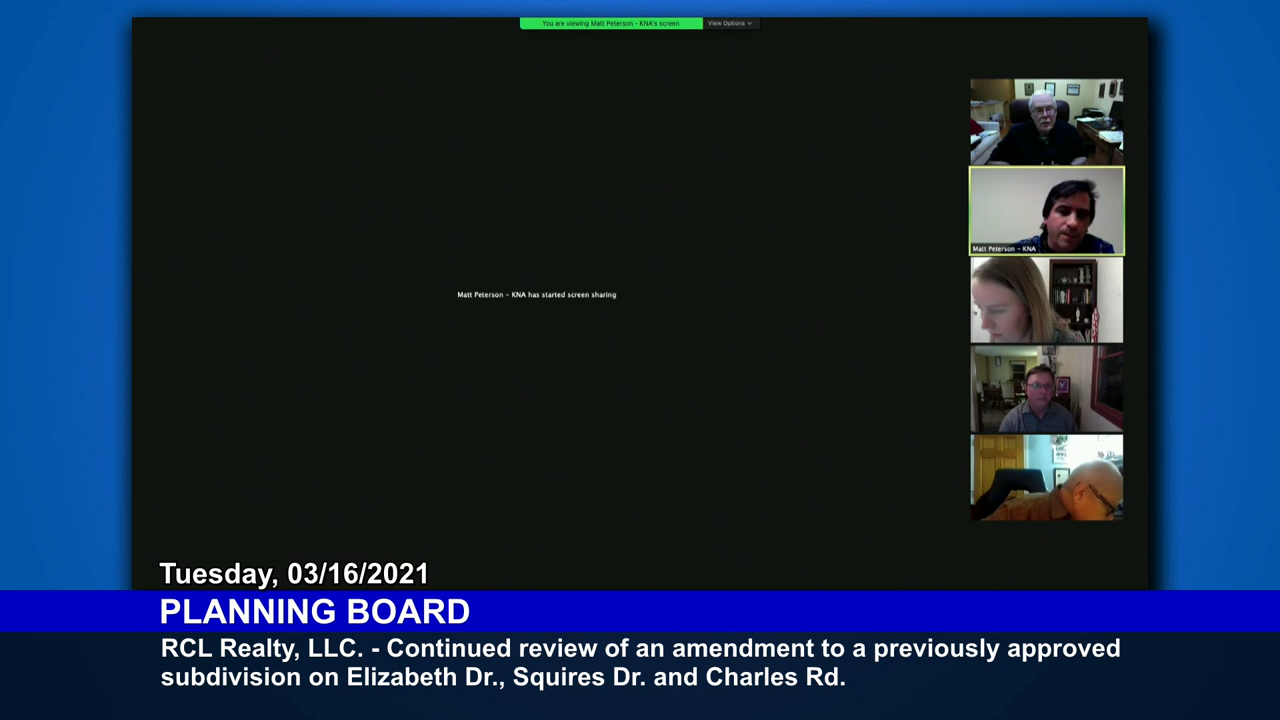 You are viewing Matt Peterson - KNA's screen
View Options
Matt Peterson - KNA
Matt Peterson - KNA has started screen sharing
Tuesday, 03/16/2021
PLANNING BOARD
RCL Realty, LLC. - Continued review of an amendment to a previously approved
subdivision on Elizabeth Dr., Squires Dr. and Charles Rd.